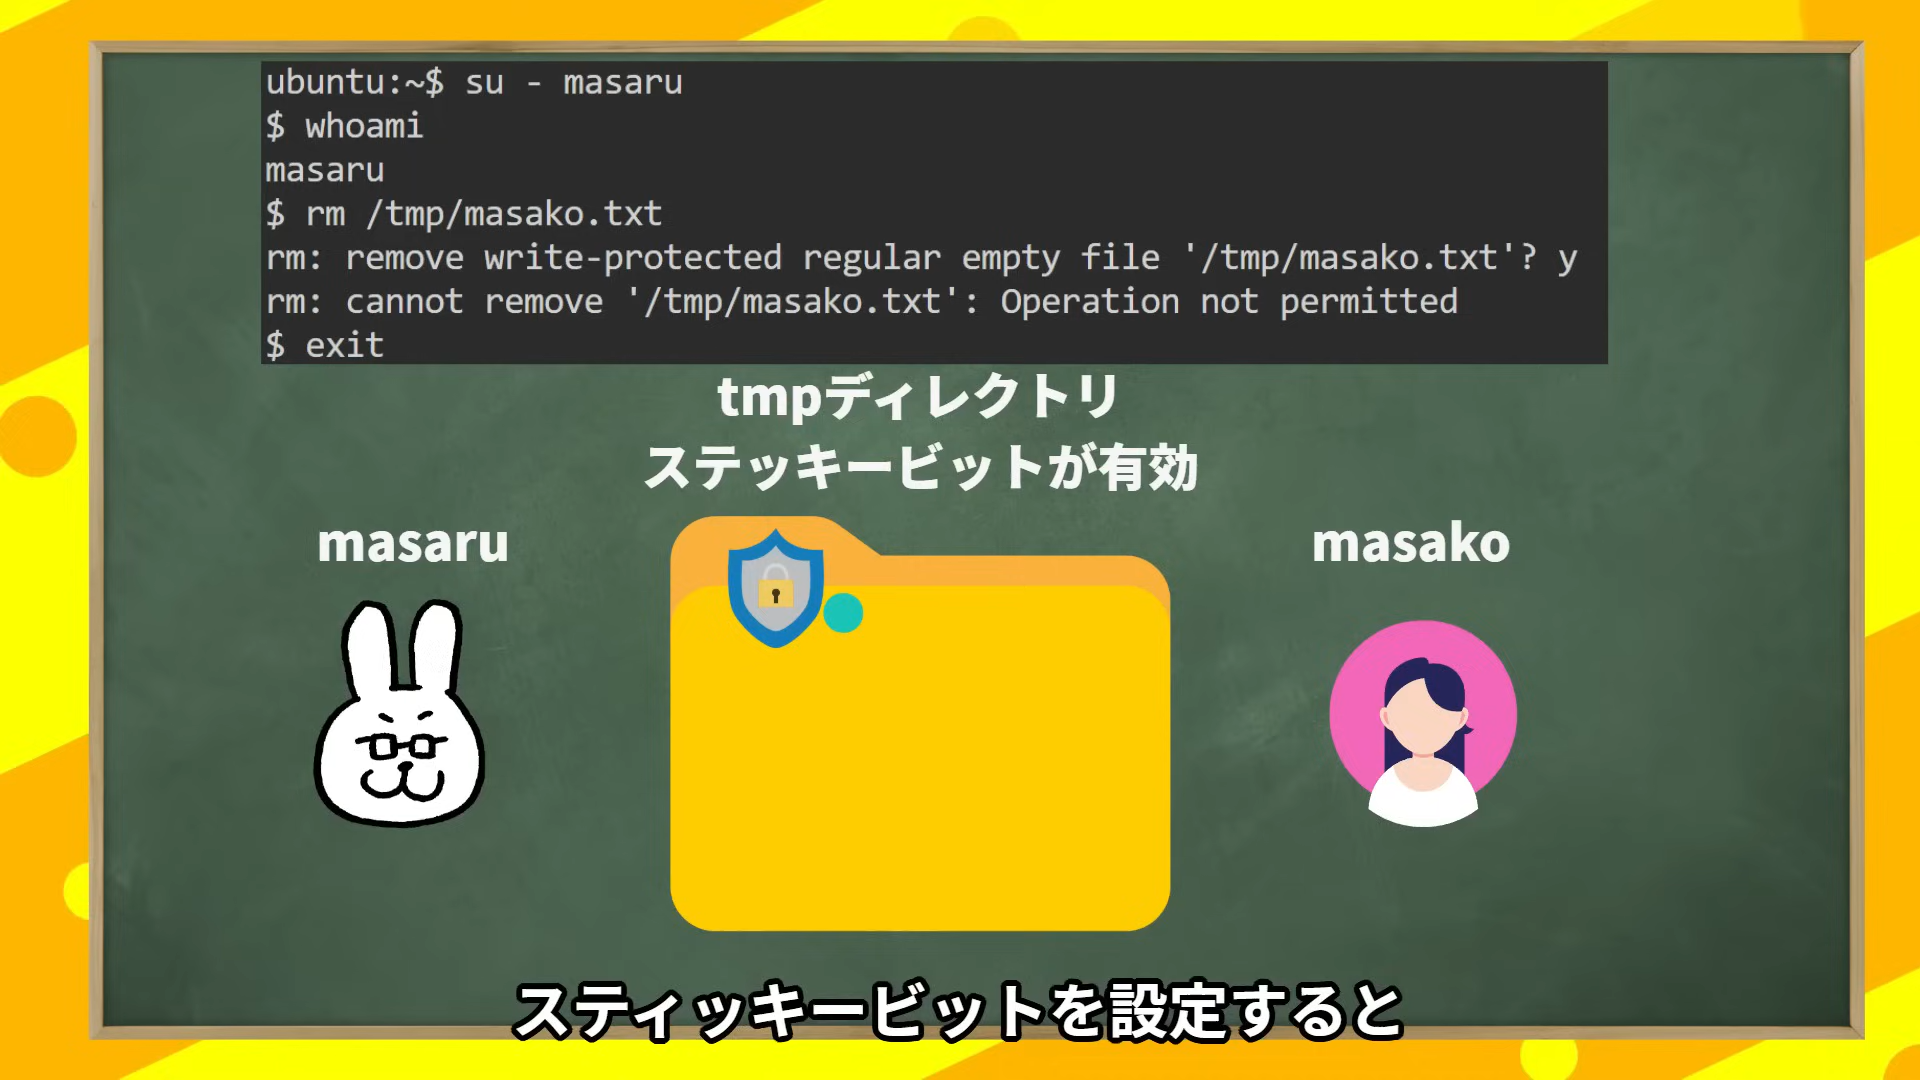 ubuntu:~$ su - masaru
$ whoami
masaru
$ rm /tmp/masako.txt
rm: remove write-protected regular empty file '/tmp/masako.txt'? y
rm: cannot remove '/tmp/masako.txt': Operation not permitted
$ exit
tmpディレクトリ
ステッキービットが有効
masaru
masako
スティッキービットを設定すると